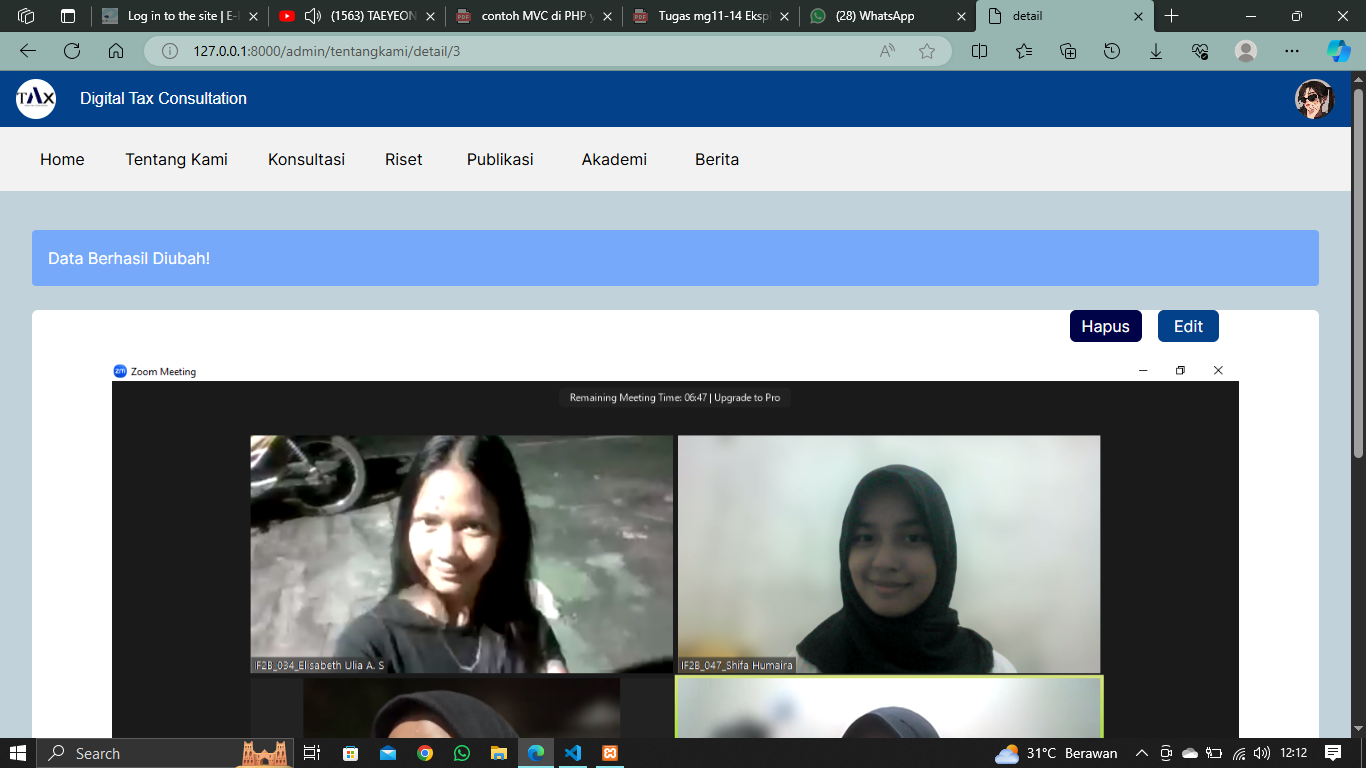 Log in to the site | E-
(1563) TAEYEON
contoh MVC di PHP y
Tugas mg11-14 Eksp
(28) WhatsApp
detail
127.0.0.1:8000/admin/tentangkami/detail/3
TAX Digital Tax Consultation
Home Tentang Kami Konsultasi Riset Publikasi Akademi Berita
Data Berhasil Diubah!
Hapus Edit
zm Zoom Meeting
Remaining Meeting Time: 06:47 | Upgrade to Pro
IF2B_034_Elisabeth Ulia A. S
IF2B_047_Shifa Humaira
Search
31°C Berawan
12:12